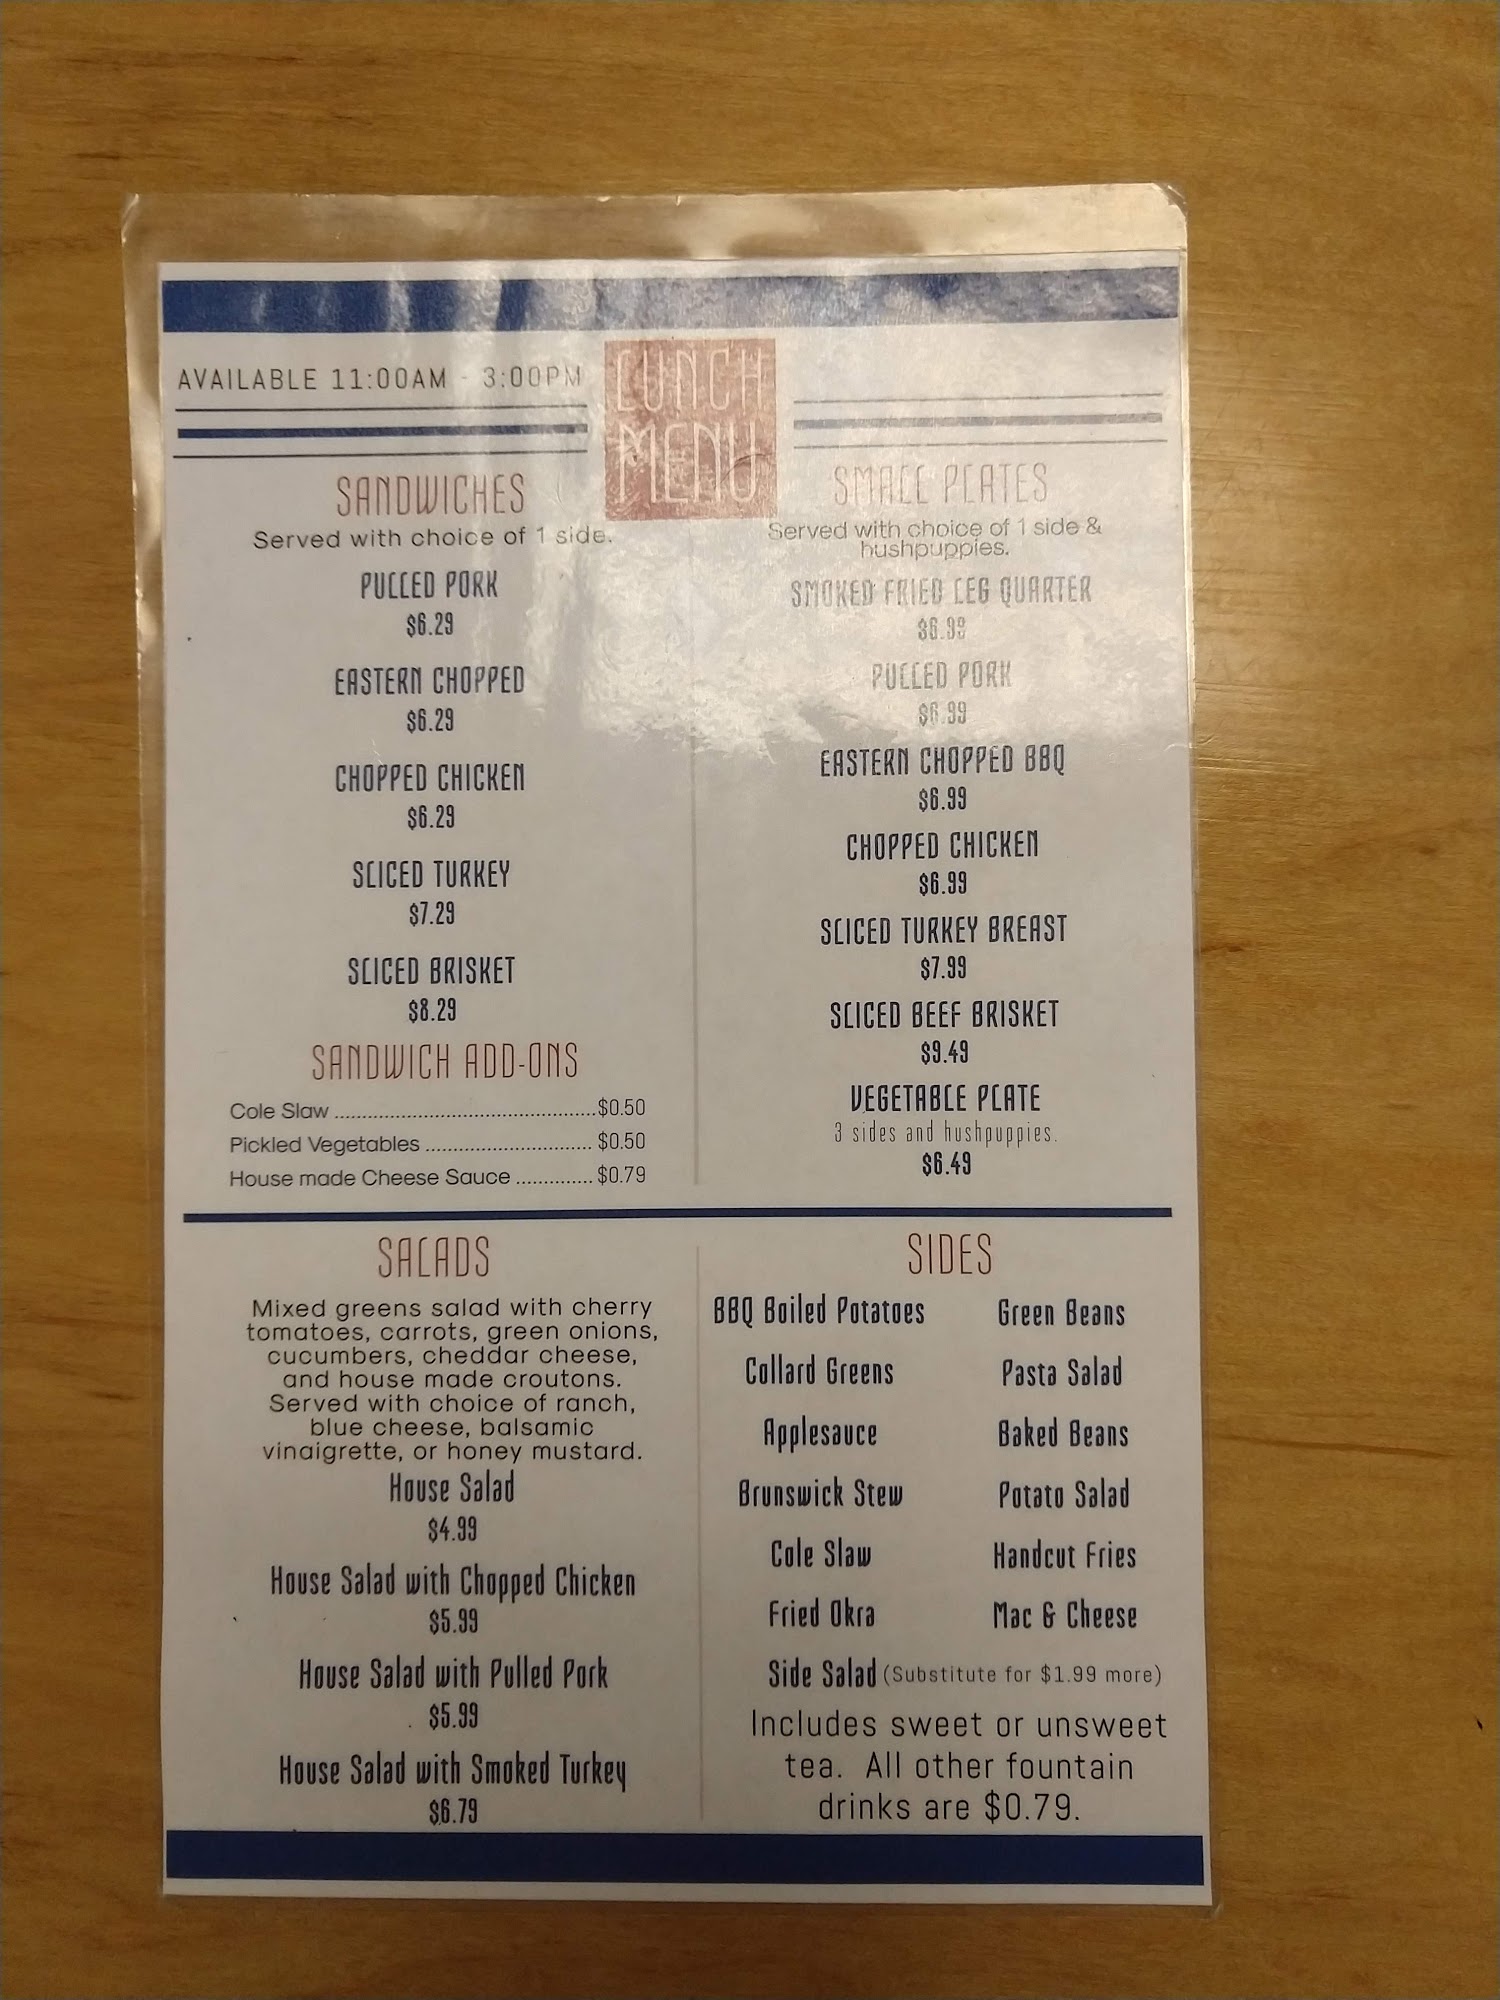 AVAILABLE 11:00AM - 3:00PM
LUNCH
MENU
SANDWICHES
Served with choice of 1 side.
PULLED PORK
$6.29
EASTERN CHOPPED
$6.29
CHOPPED CHICKEN
$6.29
SLICED TURKEY
$7.29
SLICED BRISKET
$8.29
SANDWICH ADD-ONS
Cole Slaw ............................................ $0.50
Pickled Vegetables ............................ $0.50
House made Cheese Sauce .............. $0.79
SMALL PLATES
Served with choice of 1 side &
hushpuppies.
SMOKED FRIED LEG QUARTER
$6.99
PULLED PORK
$6.99
EASTERN CHOPPED BBQ
$6.99
CHOPPED CHICKEN
$6.99
SLICED TURKEY BREAST
$7.99
SLICED BEEF BRISKET
$9.49
VEGETABLE PLATE
3 sides and hushpuppies.
$6.49
SALADS
Mixed greens salad with cherry
tomatoes, carrots, green onions,
cucumbers, cheddar cheese,
and house made croutons.
Served with choice of ranch,
blue cheese, balsamic
vinaigrette, or honey mustard.
House Salad
$4.99
House Salad with Chopped Chicken
$5.99
House Salad with Pulled Pork
$5.99
House Salad with Smoked Turkey
$6.79
SIDES
BBQ Boiled Potatoes
Green Beans
Collard Greens
Pasta Salad
Applesauce
Baked Beans
Brunswick Stew
Potato Salad
Cole Slaw
Handcut Fries
Fried Okra
Mac & Cheese
Side Salad (Substitute for $1.99 more)
Includes sweet or unsweet
tea. All other fountain
drinks are $0.79.